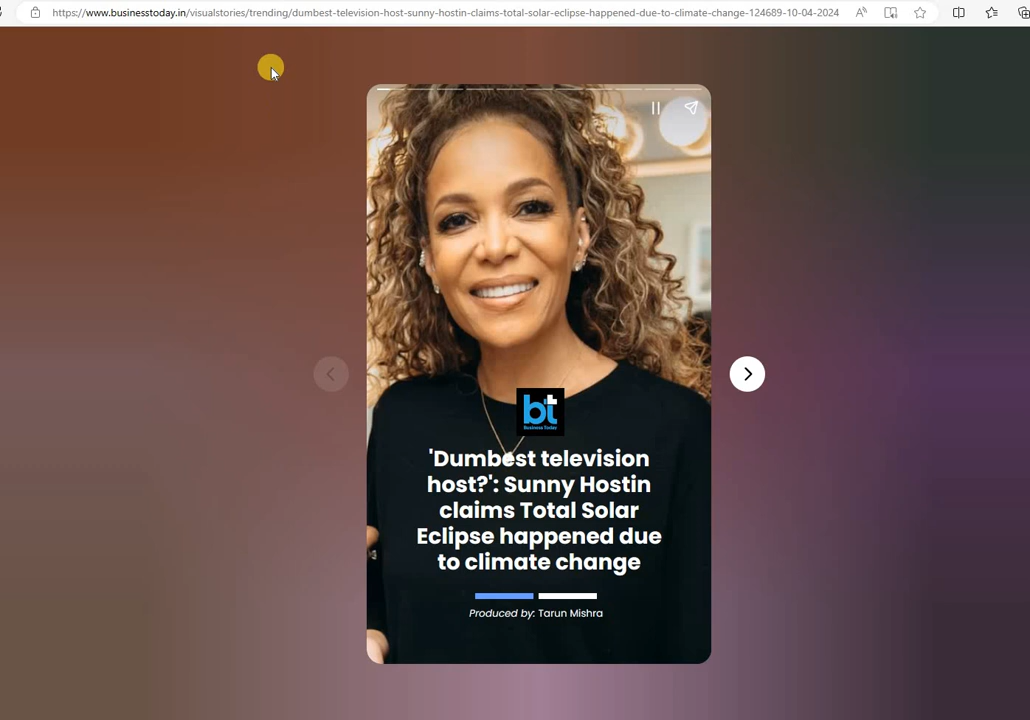 https://www.businesstoday.in/visualstories/trending/dumbest-television-host-sunny-hostin-claims-total-solar-eclipse-happened-due-to-climate-change-124689-10-04-2024
bt
Business Today
'Dumbest television
host?': Sunny Hostin
claims Total Solar
Eclipse happened due
to climate change
Produced by: Tarun Mishra